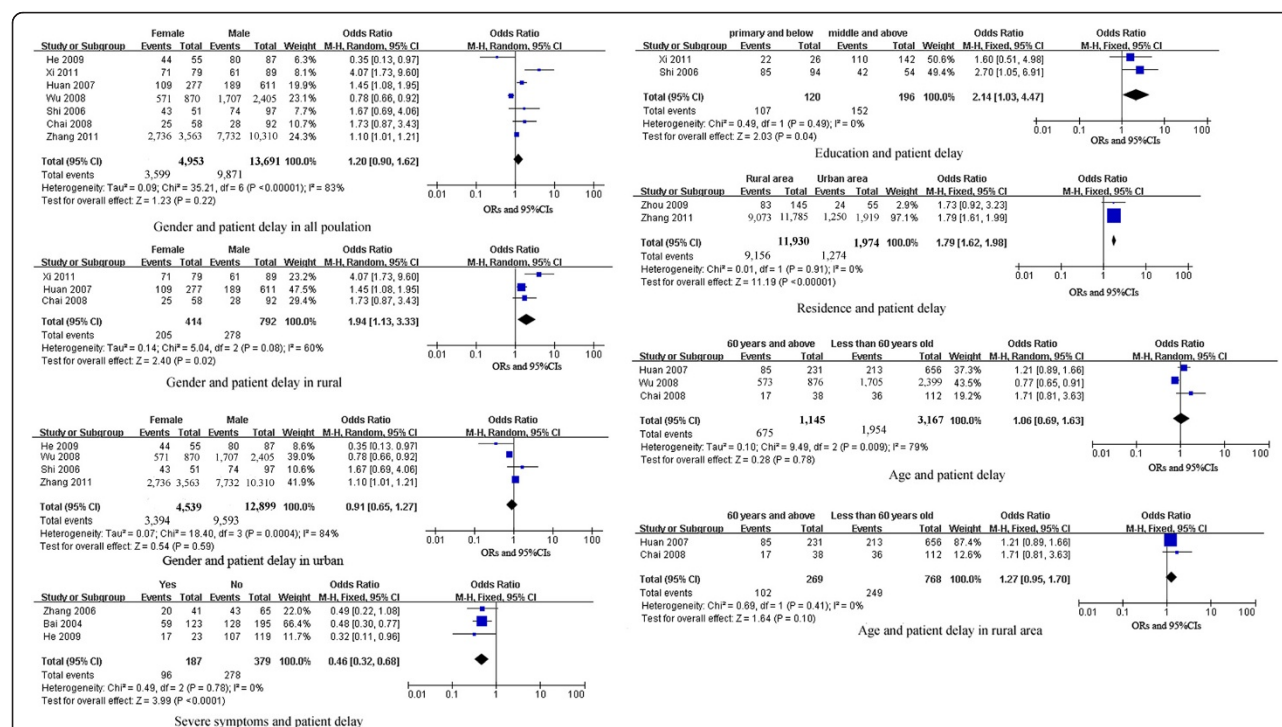 Female Male Odds Ratio Odds Ratio
Study or Subgroup Events Total Events Total Weight M-H, Random, 95% CI M-H, Random, 95% CI
He 2009 44 55 80 87 6.3% 0.35 [0.13, 0.97]
Xi 2011 71 79 61 89 8.1% 4.07 [1.73, 9.60]
Huan 2007 109 277 189 611 19.9% 1.45 [1.08, 1.95]
Wu 2008 571 870 1,707 2,405 23.5% 0.78 [0.66, 0.92]
Shi 2006 43 51 74 97 7.7% 1.67 [0.69, 4.06]
Chai 2008 25 58 28 92 10.7% 1.73 [0.87, 3.43]
Zhang 2011 2,736 3,563 7,732 10,310 24.3% 1.10 [1.01, 1.21]
Total (95% CI) 4,953 13,691 100.0% 1.20 [0.90, 1.62]
Total events 3,599 9,871
Heterogeneity: Tau² = 0.09; Chi² = 35.21, df = 6 (P <0.00001); I² = 83%
Test for overall effect: Z = 1.23 (P = 0.22)
0.01 0.1 1 10 100
ORs and 95%CIs
Gender and patient delay in all poulation
Female Male Odds Ratio Odds Ratio
Study or Subgroup Events Total Events Total Weight M-H, Random, 95% CI M-H, Random, 95% CI
Xi 2011 71 79 61 89 23.2% 4.07 [1.73, 9.60]
Huan 2007 109 277 189 611 47.5% 1.45 [1.08, 1.95]
Chai 2008 25 58 28 92 29.4% 1.73 [0.87, 3.43]
Total (95% CI) 414 792 100.0% 1.94 [1.13, 3.33]
Total events 205 278
Heterogeneity: Tau² = 0.14; Chi² = 5.04, df = 2 (P = 0.08); I² = 60%
Test for overall effect: Z = 2.40 (P = 0.02)
0.01 0.1 1 10 100
ORs and 95%CIs
Gender and patient delay in rural
Female Male Odds Ratio Odds Ratio
Study or Subgroup Events Total Events Total Weight M-H, Random, 95% CI M-H, Random, 95% CI
He 2009 44 55 80 87 8.6% 0.35 [0.13, 0.97]
Wu 2008 571 870 1,707 2,405 39.0% 0.78 [0.66, 0.92]
Shi 2006 43 51 74 97 10.6% 1.67 [0.69, 4.06]
Zhang 2011 2,736 3,563 7,732 10,310 41.9% 1.10 [1.01, 1.21]
Total (95% CI) 4,539 12,899 100.0% 0.91 [0.65, 1.27]
Total events 3,394 9,593
Heterogeneity: Tau² = 0.07; Chi² = 18.40, df = 3 (P = 0.0004); I² = 84%
Test for overall effect: Z = 0.54 (P = 0.59)
0.01 0.1 1 10 100
ORs and 95%CIs
Gender and patient delay in urban
Yes No Odds Ratio Odds Ratio
Study or Subgroup Events Total Events Total Weight M-H, Fixed, 95% CI M-H, Fixed, 95% CI
Zhang 2006 20 41 43 65 22.0% 0.49 [0.22, 1.08]
Bai 2004 59 123 128 195 66.4% 0.48 [0.30, 0.77]
He 2009 17 23 107 119 11.7% 0.32 [0.11, 0.96]
Total (95% CI) 187 379 100.0% 0.46 [0.32, 0.68]
Total events 96 278
Heterogeneity: Chi² = 0.49, df = 2 (P = 0.78); I² = 0%
Test for overall effect: Z = 3.99 (P <0.0001)
0.01 0.1 1 10 100
ORs and 95%CIs
Severe symptoms and patient delay
primary and below middle and above Odds Ratio Odds Ratio
Study or Subgroup Events Total Events Total Weight M-H, Fixed, 95% CI M-H, Fixed, 95% CI
Xi 2011 22 26 110 142 50.6% 1.60 [0.51, 4.98]
Shi 2006 85 94 42 54 49.4% 2.70 [1.05, 6.91]
Total (95% CI) 120 196 100.0% 2.14 [1.03, 4.47]
Total events 107 152
Heterogeneity: Chi² = 0.49, df = 1 (P = 0.49); I² = 0%
Test for overall effect: Z = 2.03 (P = 0.04)
0.01 0.1 1 10 100
ORs and 95%CIs
Education and patient delay
Rural area Urban area Odds Ratio Odds Ratio
Study or Subgroup Events Total Events Total Weight M-H, Fixed, 95% CI M-H, Fixed, 95% CI
Zhou 2009 83 145 24 55 2.9% 1.73 [0.92, 3.23]
Zhang 2011 9,073 11,785 1,250 1,919 97.1% 1.79 [1.61, 1.99]
Total (95% CI) 11,930 1,974 100.0% 1.79 [1.62, 1.98]
Total events 9,156 1,274
Heterogeneity: Chi² = 0.01, df = 1 (P = 0.91); I² = 0%
Test for overall effect: Z = 11.19 (P <0.00001)
0.01 0.1 1 10 100
ORs and 95%CIs
Residence and patient delay
60 years and above Less than 60 years old Odds Ratio Odds Ratio
Study or Subgroup Events Total Events Total Weight M-H, Random, 95% CI M-H, Random, 95% CI
Huan 2007 85 231 213 656 37.3% 1.21 [0.89, 1.66]
Wu 2008 573 876 1,705 2,399 43.5% 0.77 [0.65, 0.91]
Chai 2008 17 38 36 112 19.2% 1.71 [0.81, 3.63]
Total (95% CI) 1,145 3,167 100.0% 1.06 [0.69, 1.63]
Total events 675 1,954
Heterogeneity: Tau² = 0.10; Chi² = 9.49, df = 2 (P = 0.009); I² = 79%
Test for overall effect: Z = 0.28 (P = 0.78)
0.01 0.1 1 10 100
ORs and 95%CIs
Age and patient delay
60 years and above Less than 60 years old Odds Ratio Odds Ratio
Study or Subgroup Events Total Events Total Weight M-H, Fixed, 95% CI M-H, Fixed, 95% CI
Huan 2007 85 231 213 656 87.4% 1.21 [0.89, 1.66]
Chai 2008 17 38 36 112 12.6% 1.71 [0.81, 3.63]
Total (95% CI) 269 768 100.0% 1.27 [0.95, 1.70]
Total events 102 249
Heterogeneity: Chi² = 0.69, df = 1 (P = 0.41); I² = 0%
Test for overall effect: Z = 1.64 (P = 0.10)
0.01 0.1 1 10 100
ORs and 95%CIs
Age and patient delay in rural area